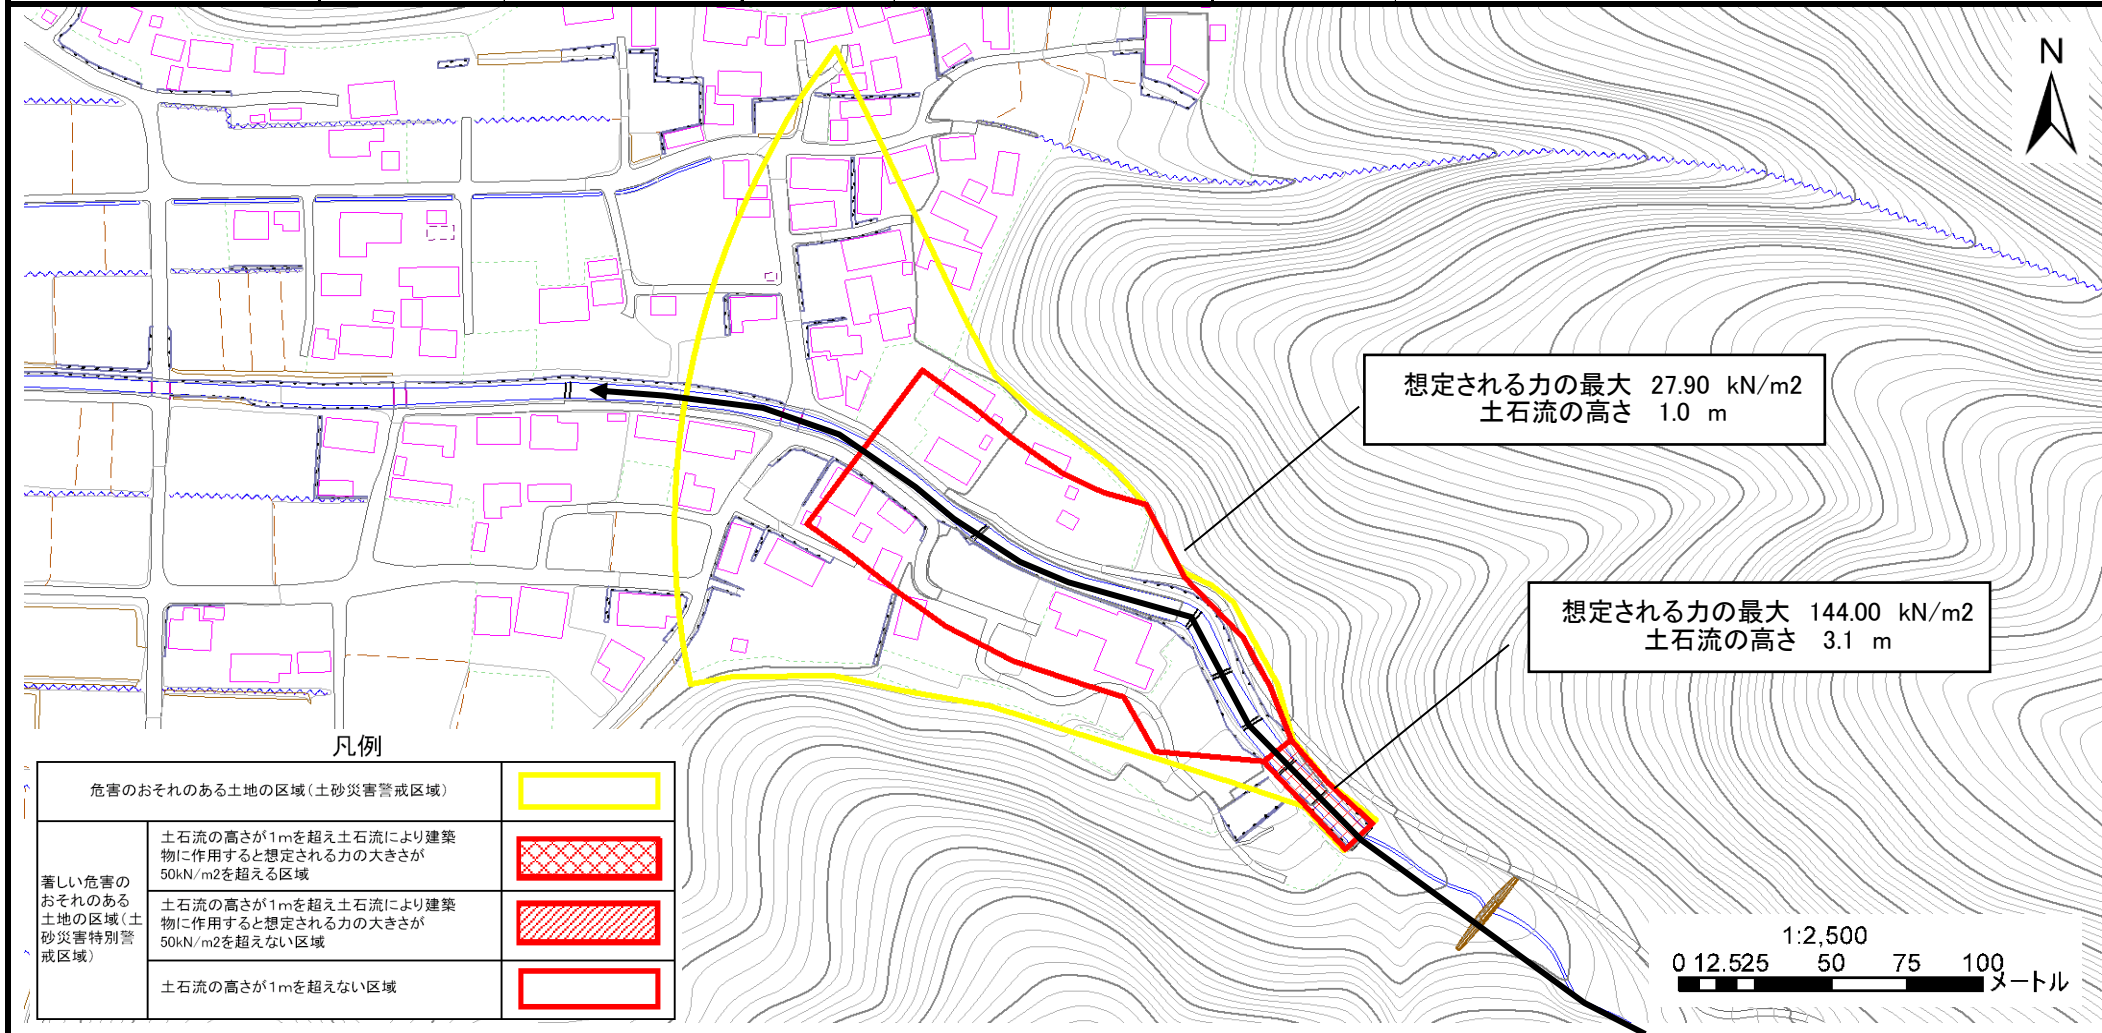 N
想定される力の最大 27.90 kN/m2
土石流の高さ 1.0 m
想定される力の最大 144.00 kN/m2
土石流の高さ 3.1 m
凡例
危害のおそれのある土地の区域(土砂災害警戒区域)
著しい危害の
おそれのある
土地の区域(土
砂災害特別警
戒区域)
土石流の高さが1mを超え土石流により建築
物に作用すると想定される力の大きさが
50kN/m2を超える区域
土石流の高さが1mを超え土石流により建築
物に作用すると想定される力の大きさが
50kN/m2を超えない区域
土石流の高さが1mを超えない区域
1:2,500
0 12.525 50 75 100
メートル